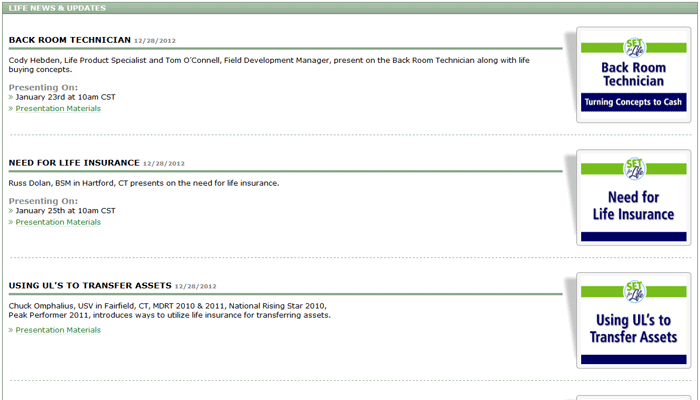 LIFE NEWS & UPDATES
BACK ROOM TECHNICIAN 12/28/2012
Cody Hebden, Life Product Specialist and Tom O'Connell, Field Development Manager, present on the Back Room Technician along with life
buying concepts.
Presenting On:
» January 23rd at 10am CST
» Presentation Materials
SET
for Life
Back Room
Technician
Turning Concepts to Cash
NEED FOR LIFE INSURANCE 12/28/2012
Russ Dolan, BSM in Hartford, CT presents on the need for life insurance.
Presenting On:
» January 25th at 10am CST
» Presentation Materials
SET
for Life
Need for
Life Insurance
USING UL'S TO TRANSFER ASSETS 12/28/2012
Chuck Omphalius, USV in Fairfield, CT, MDRT 2010 & 2011, National Rising Star 2010,
Peak Performer 2011, introduces ways to utilize life insurance for transferring assets.
» Presentation Materials
SET
for Life
Using UL's to
Transfer Assets